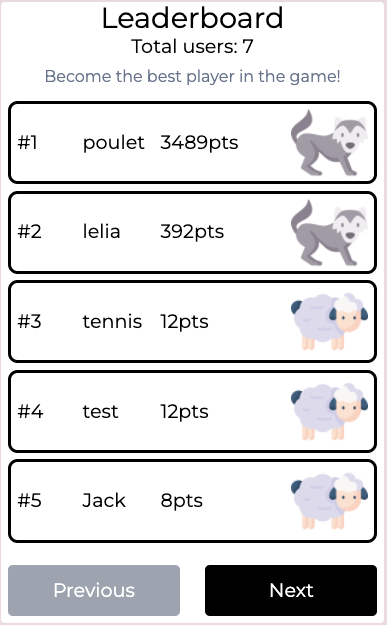 Leaderboard
Total users: 7
Become the best player in the game!
#1 poulet 3489pts
#2 lelia 392pts
#3 tennis 12pts
#4 test 12pts
#5 Jack 8pts
Previous Next